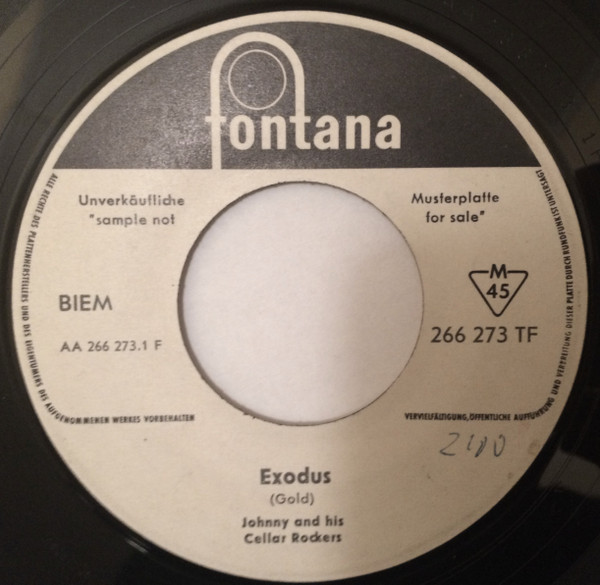 fontana
Unverkäufliche Musterplatte
"sample not for sale"
BIEM
M
45
AA 266 273.1 F
266 273 TF
ALLE RECHTE DES PLATTENHERSTELLERS UND DES EIGENTUMERS DES AUFGENOMMENEN WERKES VORBEHALTEN
VERVIELFÄLTIGUNG, ÖFFENTLICHE AUFFÜHRUNG UND VERBREITUNG DIESER PLATTE DURCH RUNDFUNK IST UNTERSAGT
Exodus
(Gold)
Johnny and his
Cellar Rockers